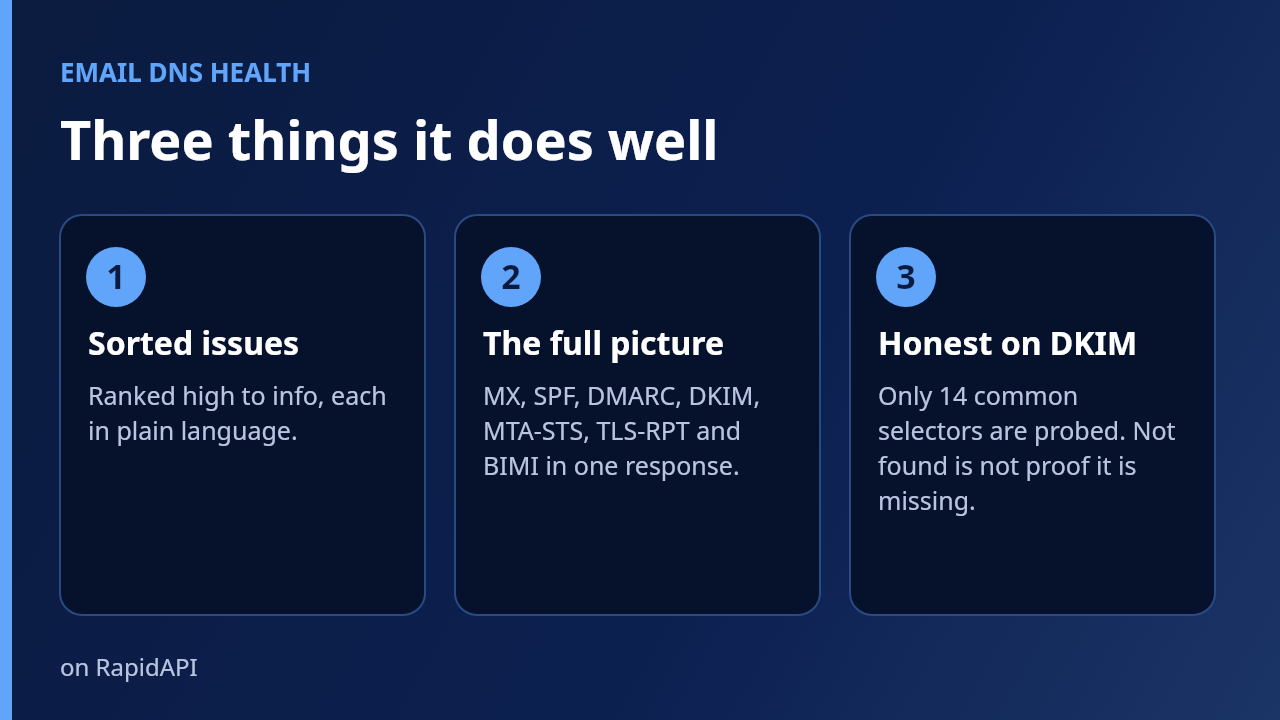 EMAIL DNS HEALTH
Three things it does well
1
Sorted issues
Ranked high to info, each
in plain language.
2
The full picture
MX, SPF, DMARC, DKIM,
MTA-STS, TLS-RPT and
BIMI in one response.
3
Honest on DKIM
Only 14 common
selectors are probed. Not
found is not proof it is
missing.
on RapidAPI